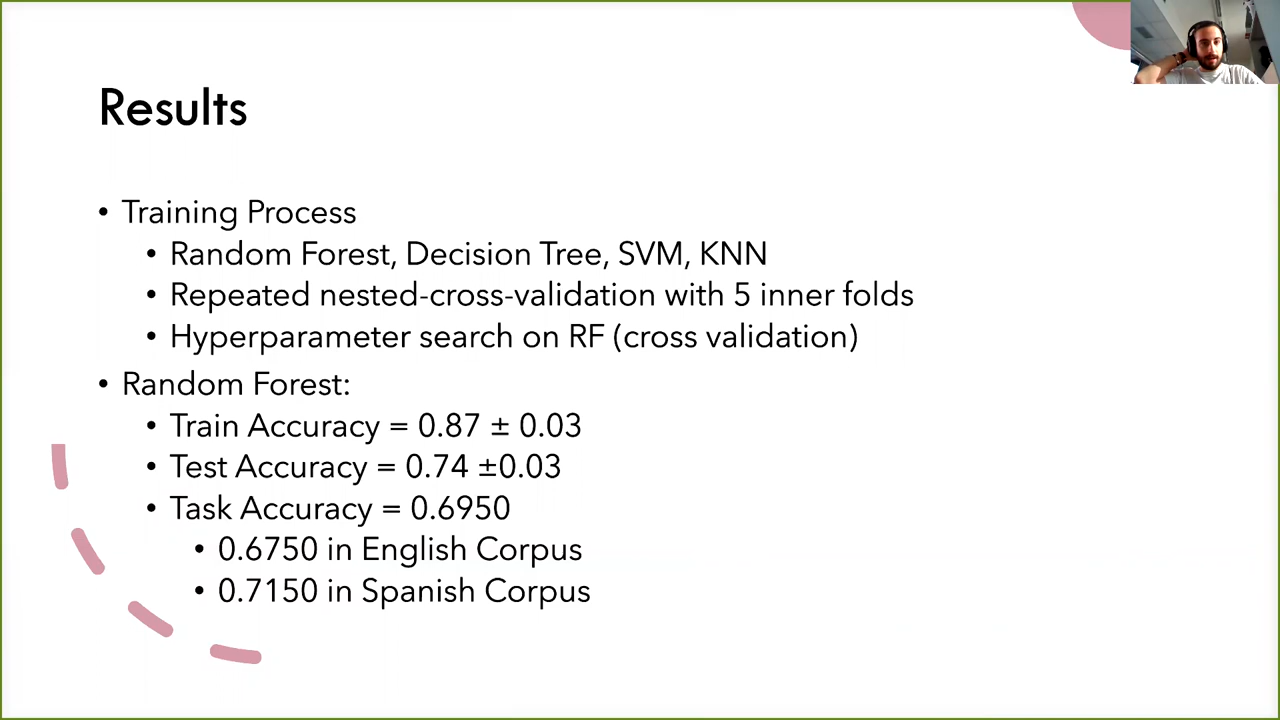 Results
• Training Process
• Random Forest, Decision Tree, SVM, KNN
• Repeated nested-cross-validation with 5 inner folds
• Hyperparameter search on RF (cross validation)
• Random Forest:
• Train Accuracy = 0.87 ± 0.03
• Test Accuracy = 0.74 ±0.03
• Task Accuracy = 0.6950
• 0.6750 in English Corpus
• 0.7150 in Spanish Corpus